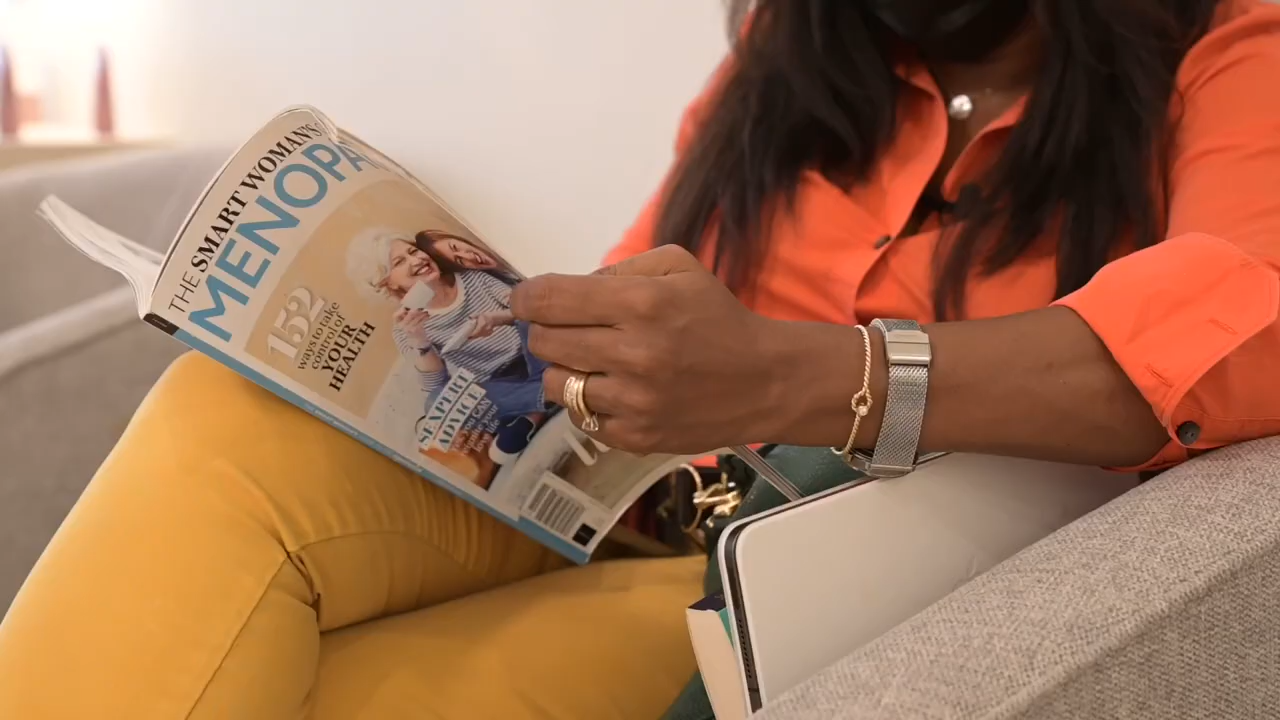 THE SMART WOMAN'S
MENOPA
152
ways to take
control of
YOUR
HEALTH
EXPERT
ADVICE